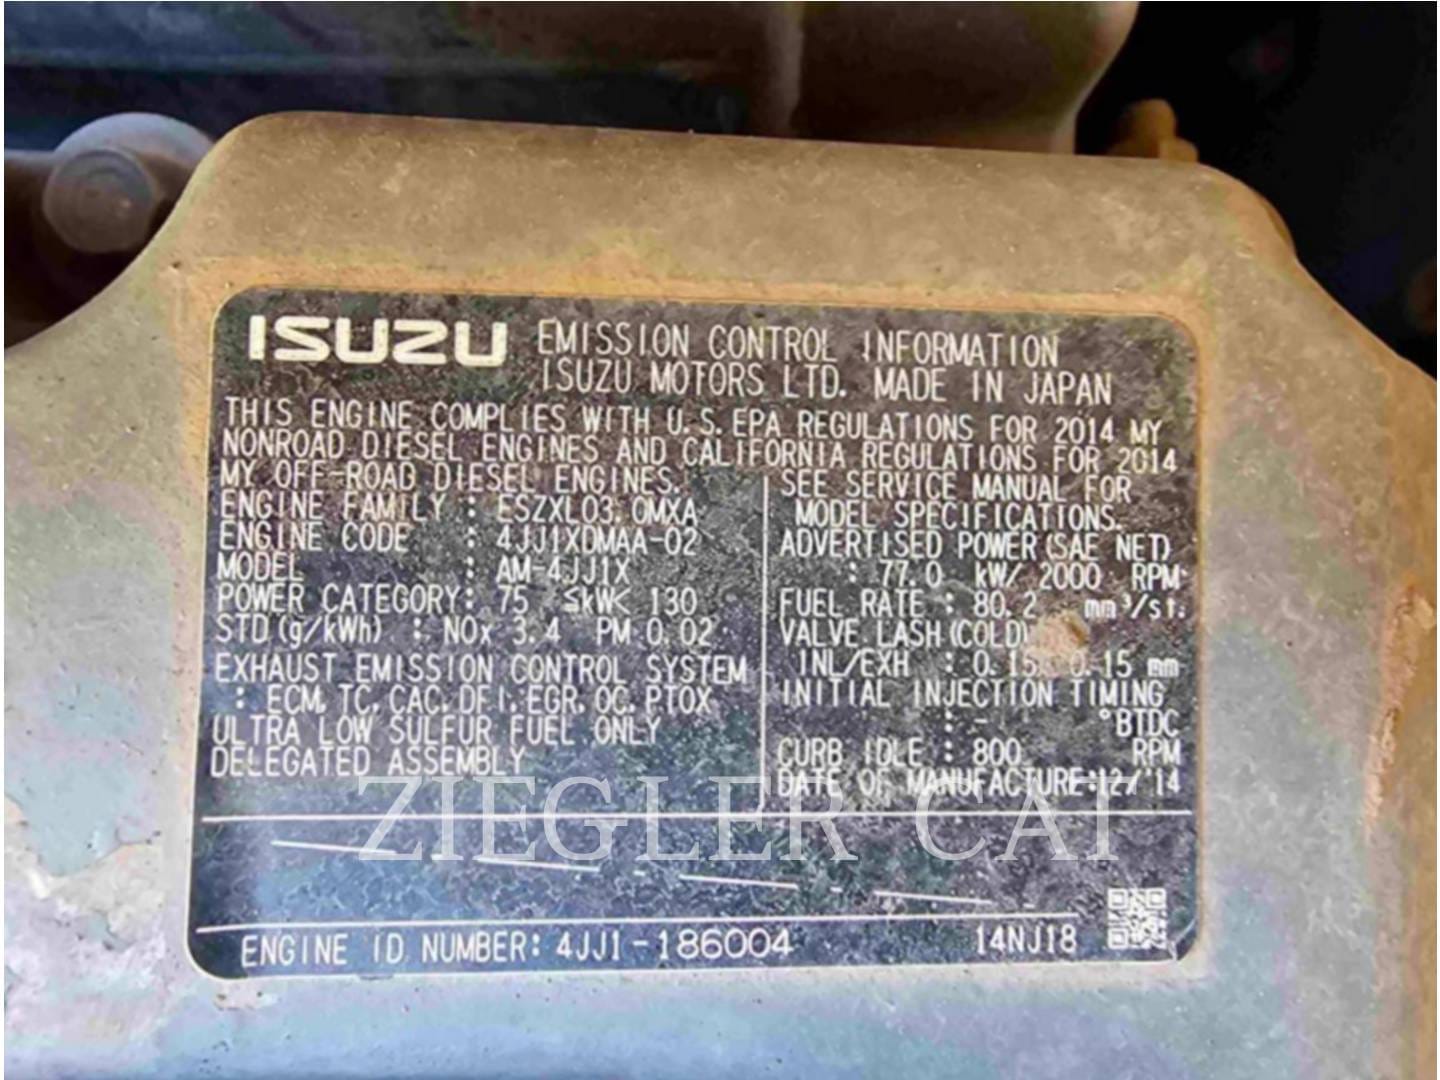 ISUZU EMISSION CONTROL INFORMATION
ISUZU MOTORS LTD. MADE IN JAPAN
THIS ENGINE COMPLIES WITH U.S.EPA REGULATIONS FOR 2014 MY
NONROAD DIESEL ENGINES AND CALIFORNIA REGULATIONS FOR 2014
MY OFF-ROAD DIESEL ENGINES.
ENGINE FAMILY : ESZXL03.0MXA
ENGINE CODE : 4JJ1XDMAA-02
MODEL : AM-4JJ1X
POWER CATEGORY: 75 ≤kW< 130
STD(g/kWh) : NOx 3.4 PM 0.02
EXHAUST EMISSION CONTROL SYSTEM
: ECM, TC, CAC, DFI, EGR, OC, PTOX
ULTRA LOW SULFUR FUEL ONLY
DELEGATED ASSEMBLY
SEE SERVICE MANUAL FOR
MODEL SPECIFICATIONS.
ADVERTISED POWER(SAE NET)
: 77.0 kW/ 2000 RPM
FUEL RATE : 80.2 mm³/st.
VALVE LASH(COLD)
INL/EXH : 0.15 0.15 mm
INITIAL INJECTION TIMING
: - °BTDC
CURB IDLE : 800 RPM
DATE OF MANUFACTURE:12/'14
ZIEGLER CAT
ENGINE ID NUMBER: 4JJ1-186004 14NJ18